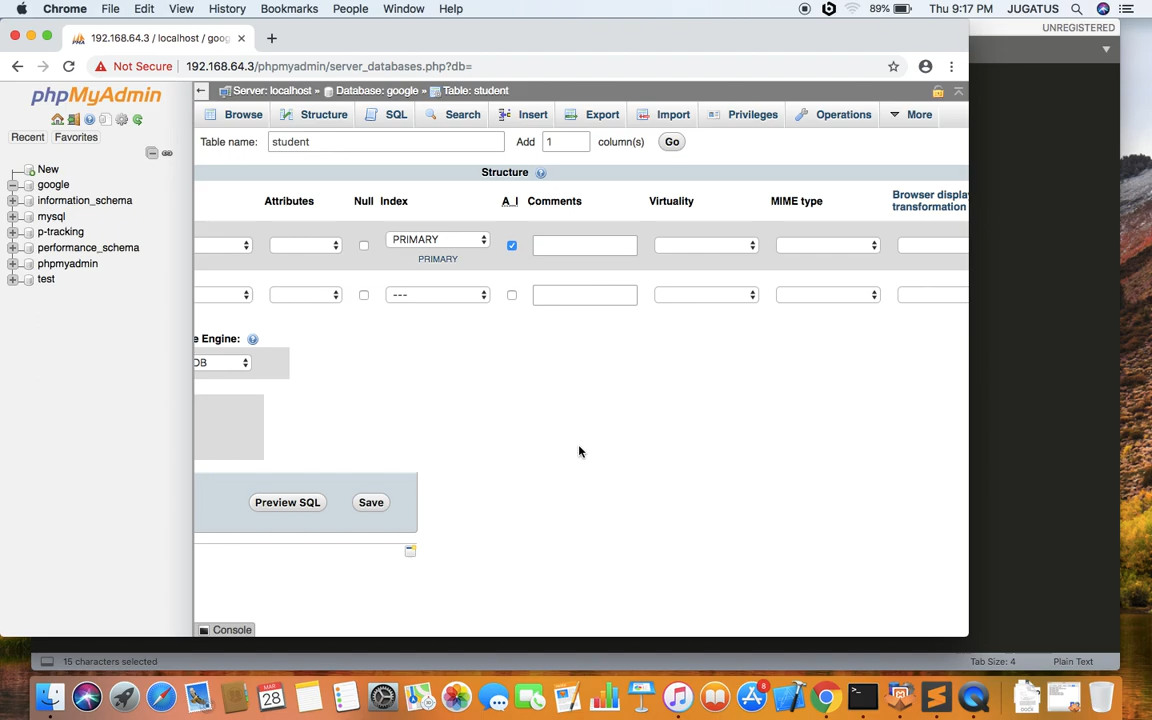 Chrome File Edit View History Bookmarks People Window Help 89% Thu 9:17 PM JUGATUS
UNREGISTERED
192.168.64.3 / localhost / goog
Not Secure 192.168.64.3/phpmyadmin/server_databases.php?db=
phpMyAdmin
Recent Favorites
New
google
information_schema
mysql
p-tracking
performance_schema
phpmyadmin
test
Server: localhost » Database: google » Table: student
Browse Structure SQL Search Insert Export Import Privileges Operations More
Table name: student Add 1 column(s) Go
Structure
Attributes Null Index A_I Comments Virtuality MIME type Browser displa
transformation
PRIMARY
PRIMARY
---
e Engine:
DB
Preview SQL Save
Console
15 characters selected Tab Size: 4 Plain Text
MAR
28
8